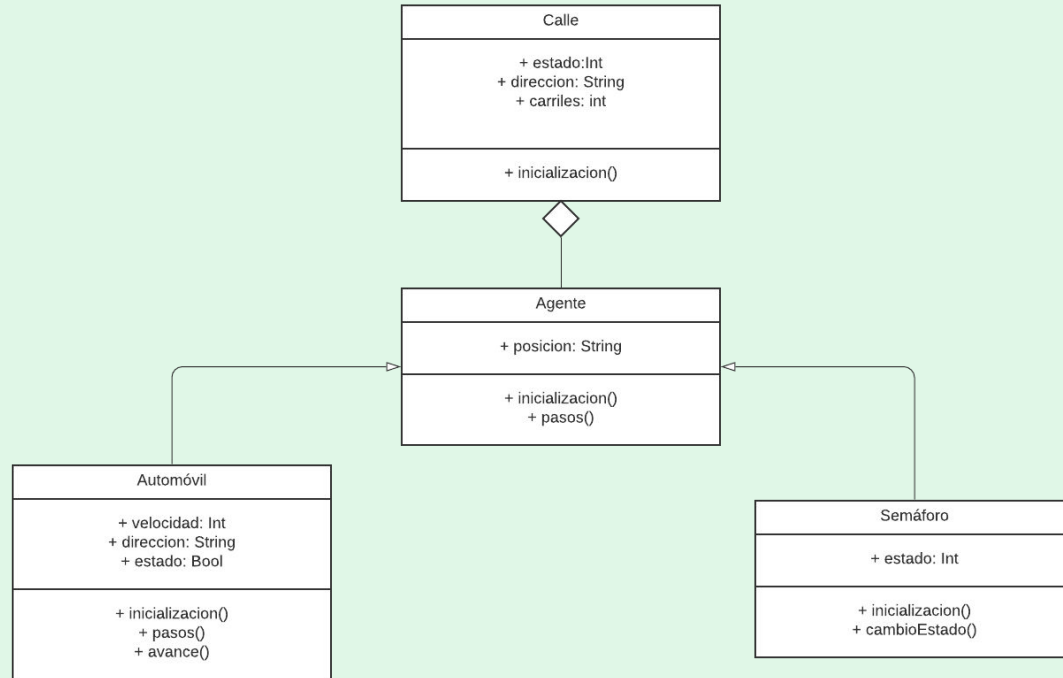 Calle
+ estado:Int
+ direccion: String
+ carriles: int
+ inicializacion()
Agente
+ posicion: String
+ inicializacion()
+ pasos()
Automóvil
+ velocidad: Int
+ direccion: String
+ estado: Bool
+ inicializacion()
+ pasos()
+ avance()
Semáforo
+ estado: Int
+ inicializacion()
+ cambioEstado()